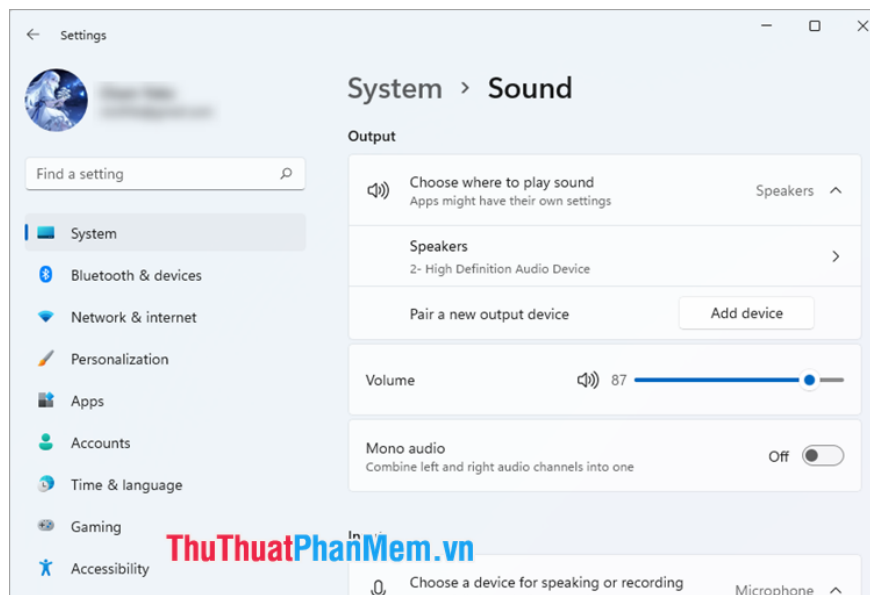 Settings
System > Sound
Output
Find a setting
Choose where to play sound
Apps might have their own settings
Speakers
System
Speakers
2- High Definition Audio Device
Bluetooth & devices
Pair a new output device
Add device
Network & internet
Personalization
Volume
87
Apps
Mono audio
Combine left and right audio channels into one
Off
Accounts
Time & language
Gaming
ThuThuatPhanMem.vn
Accessibility
Choose a device for speaking or recording
Microphone